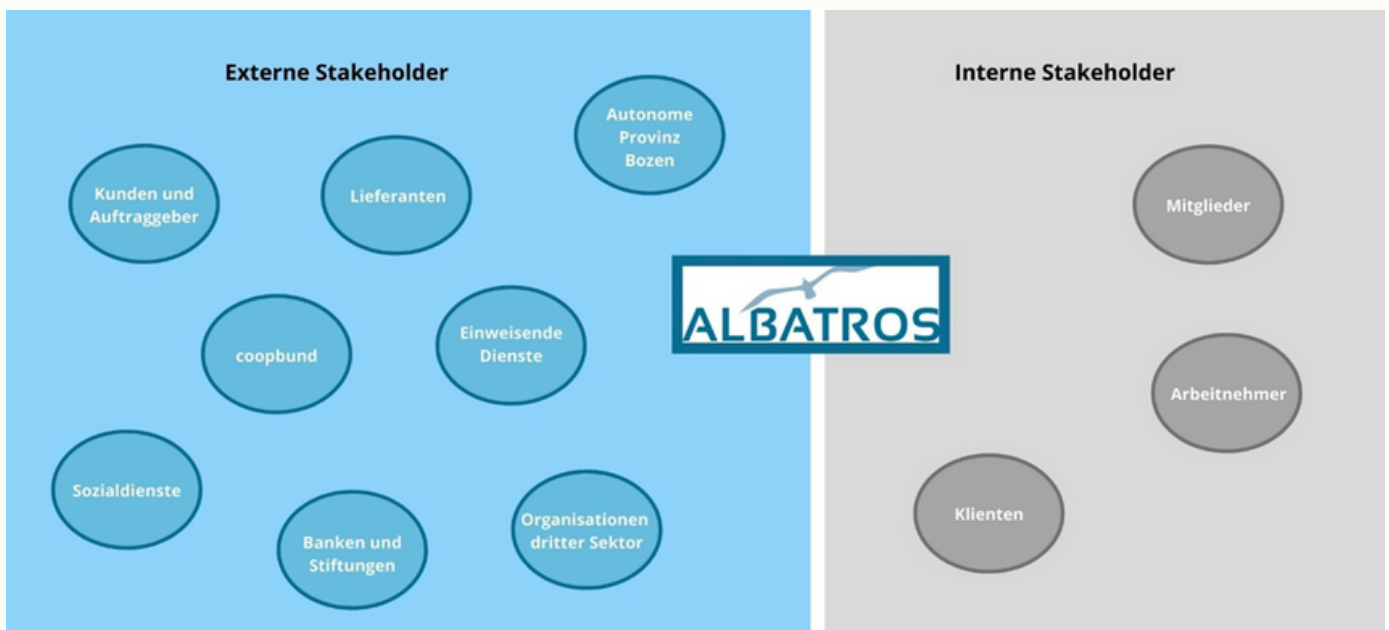 Externe Stakeholder
Interne Stakeholder
Autonome
Provinz
Bozen
Kunden und
Auftraggeber
Lieferanten
Mitglieder
ALBATROS
coopbund
Einweisende
Dienste
Arbeitnehmer
Sozialdienste
Banken und
Stiftungen
Organisationen
dritter Sektor
Klienten